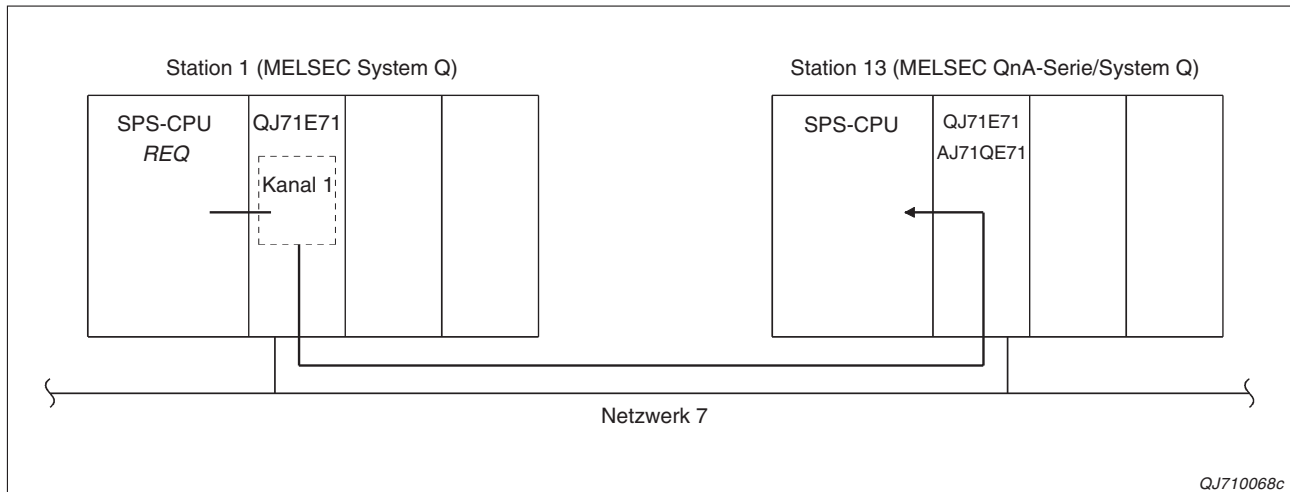 Station 1 (MELSEC System Q)
Station 13 (MELSEC QnA-Serie/System Q)
SPS-CPU
REQ
QJ71E71
Kanal 1
SPS-CPU
QJ71E71
AJ71QE71
Netzwerk 7
QJ710068c